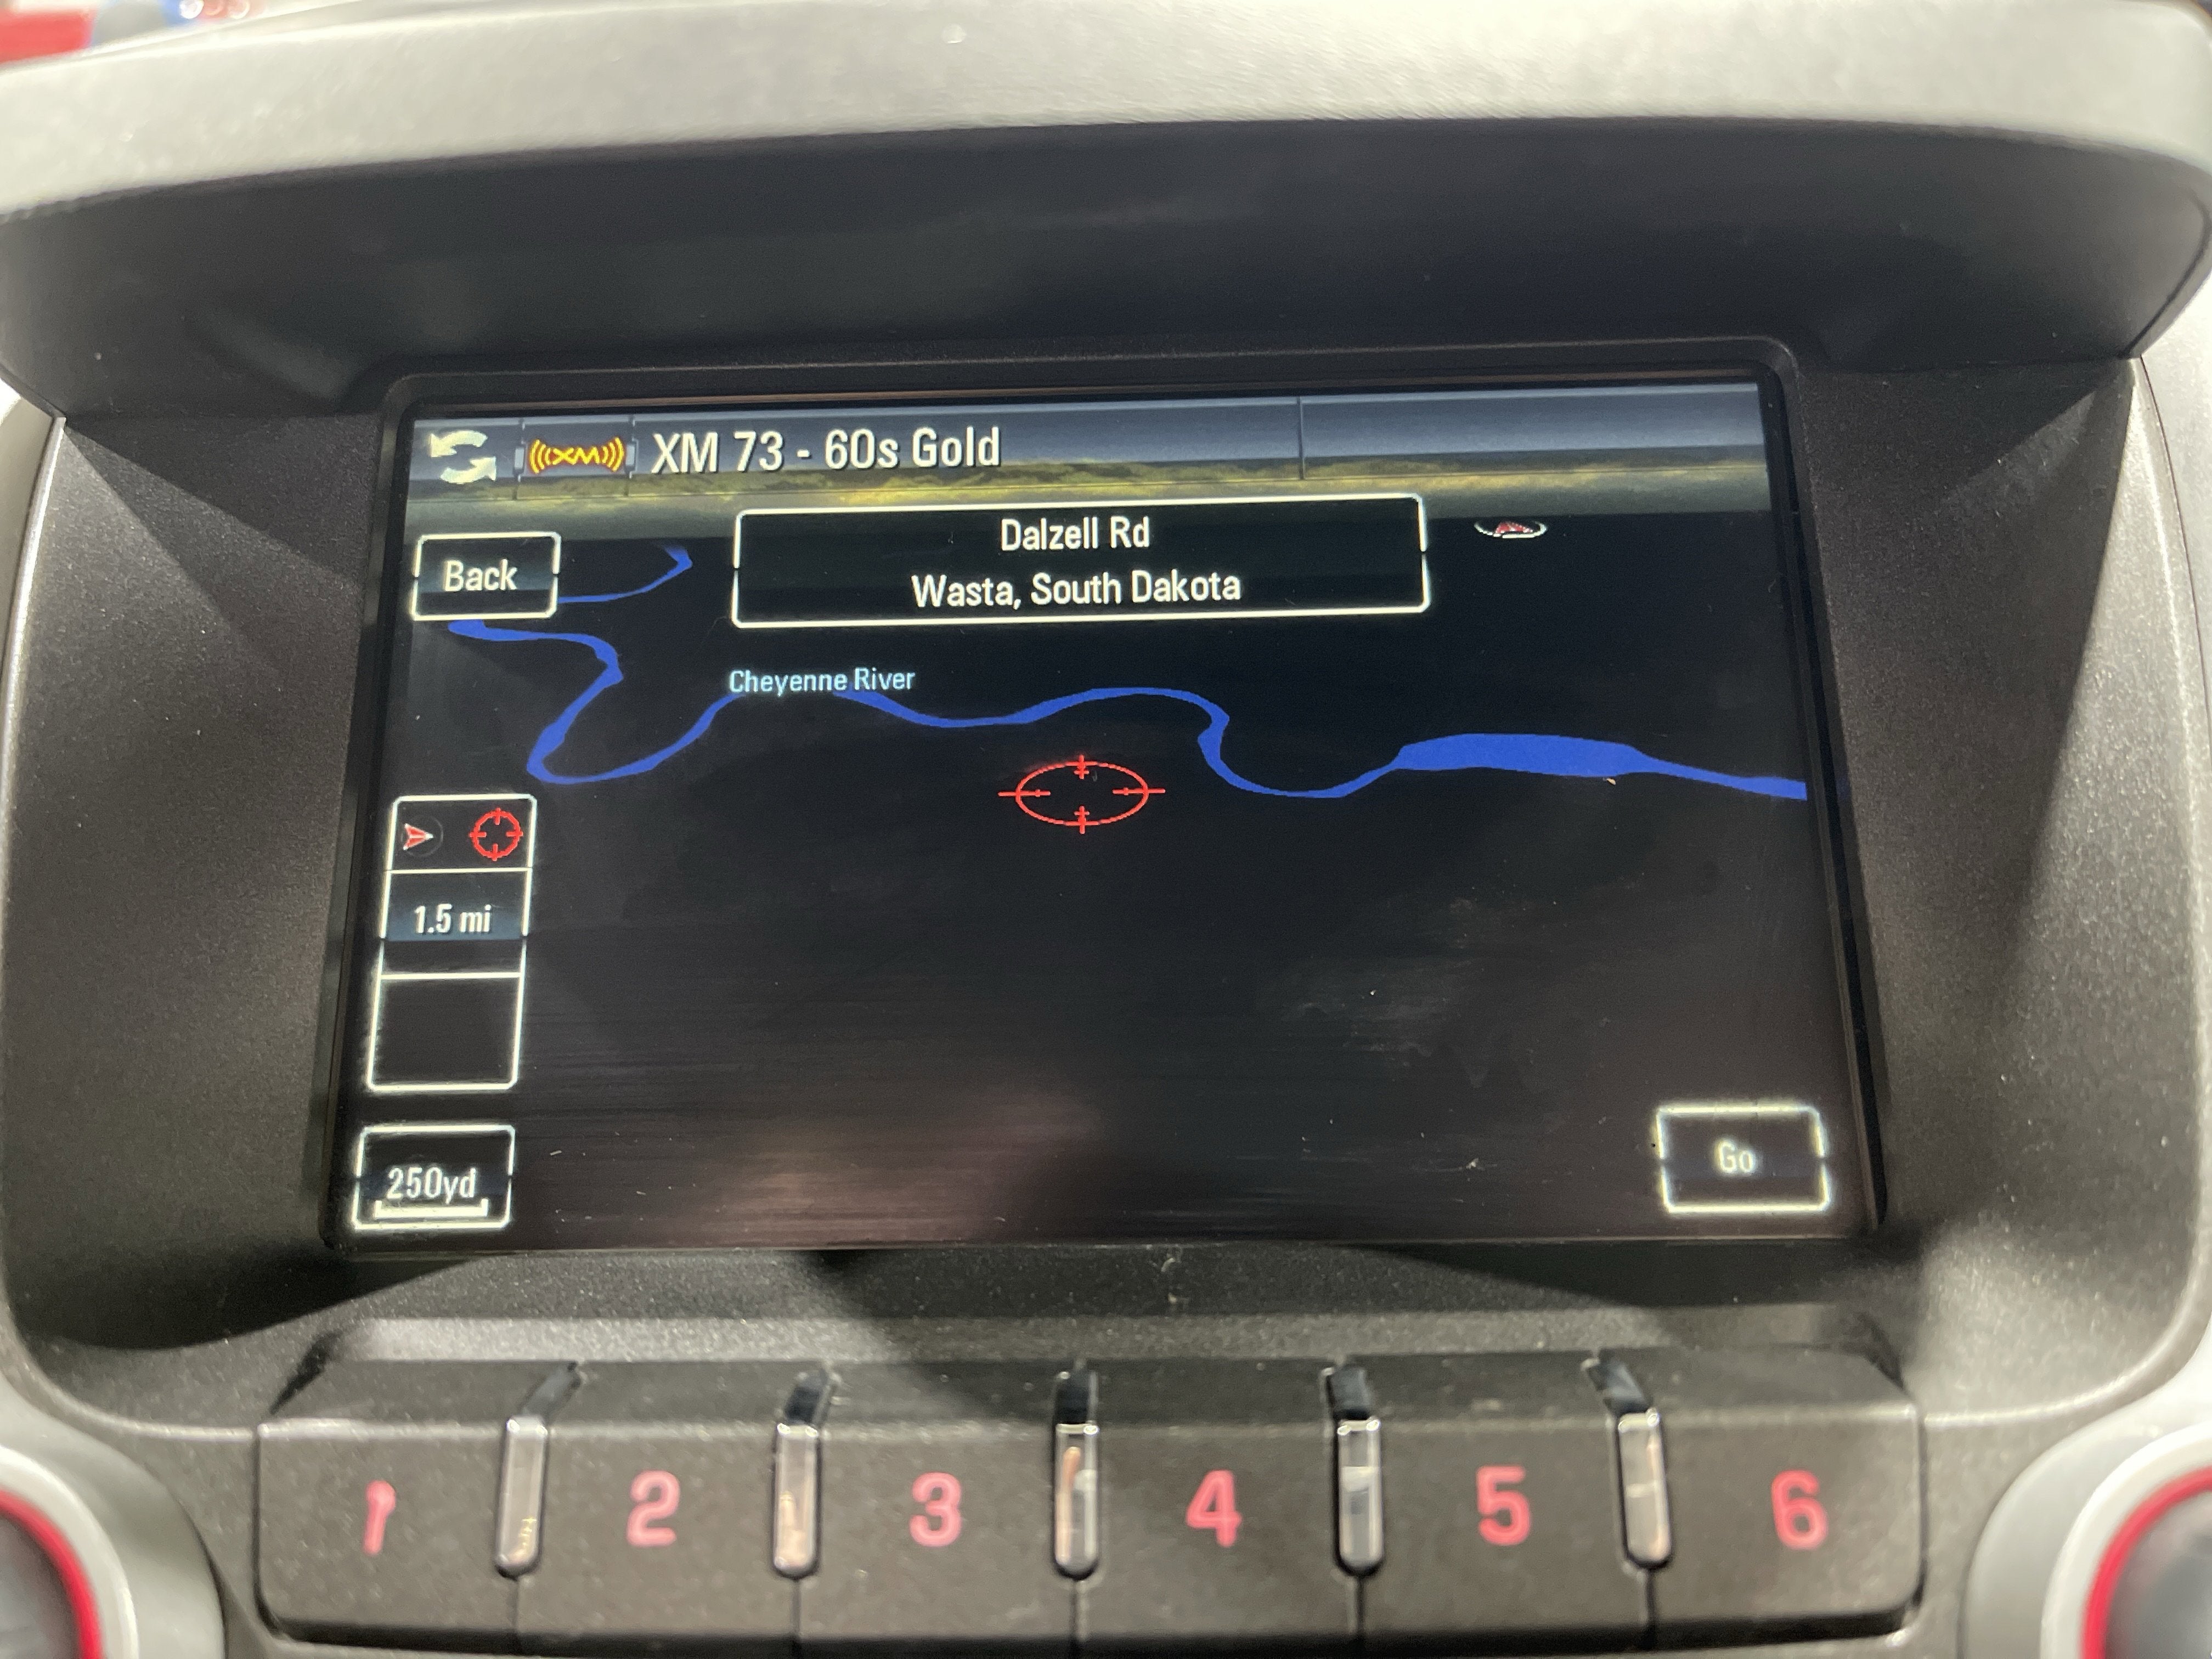 XM XM 73 - 60s Gold
Dalzell Rd
Back
Wasta, South Dakota
Cheyenne River
1.5 mi
250yd
Go
1 2 3 4 5 6